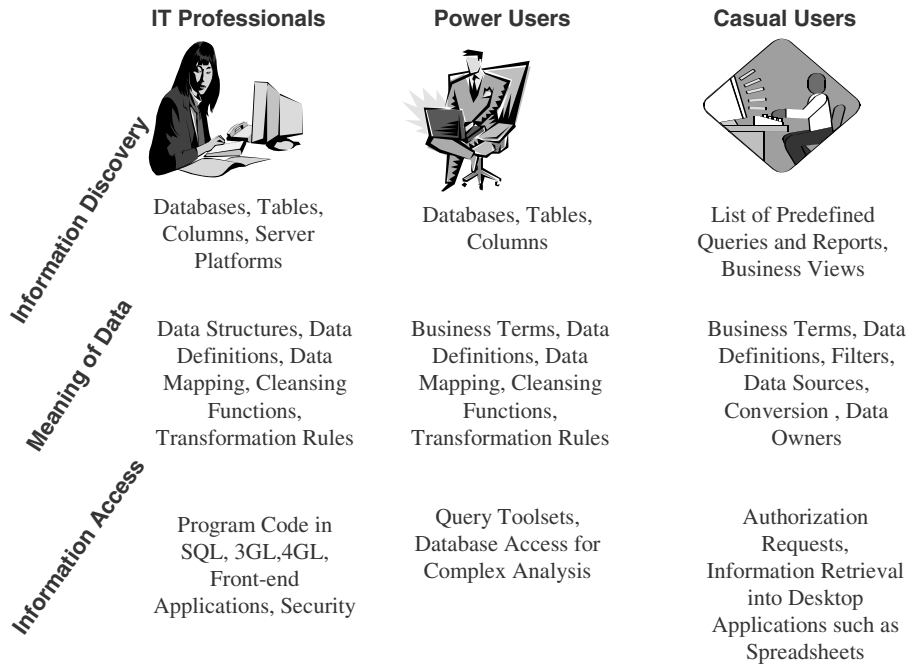 IT Professionals
Power Users
Casual Users
Information Discovery
Databases, Tables,
Columns, Server
Platforms
Databases, Tables,
Columns
List of Predefined
Queries and Reports,
Business Views
Meaning of Data
Data Structures, Data
Definitions, Data
Mapping, Cleansing
Functions,
Transformation Rules
Business Terms, Data
Definitions, Data
Mapping, Cleansing
Functions,
Transformation Rules
Business Terms, Data
Definitions, Filters,
Data Sources,
Conversion , Data
Owners
Information Access
Program Code in
SQL, 3GL,4GL,
Front-end
Applications, Security
Query Toolsets,
Database Access for
Complex Analysis
Authorization
Requests,
Information Retrieval
into Desktop
Applications such as
Spreadsheets